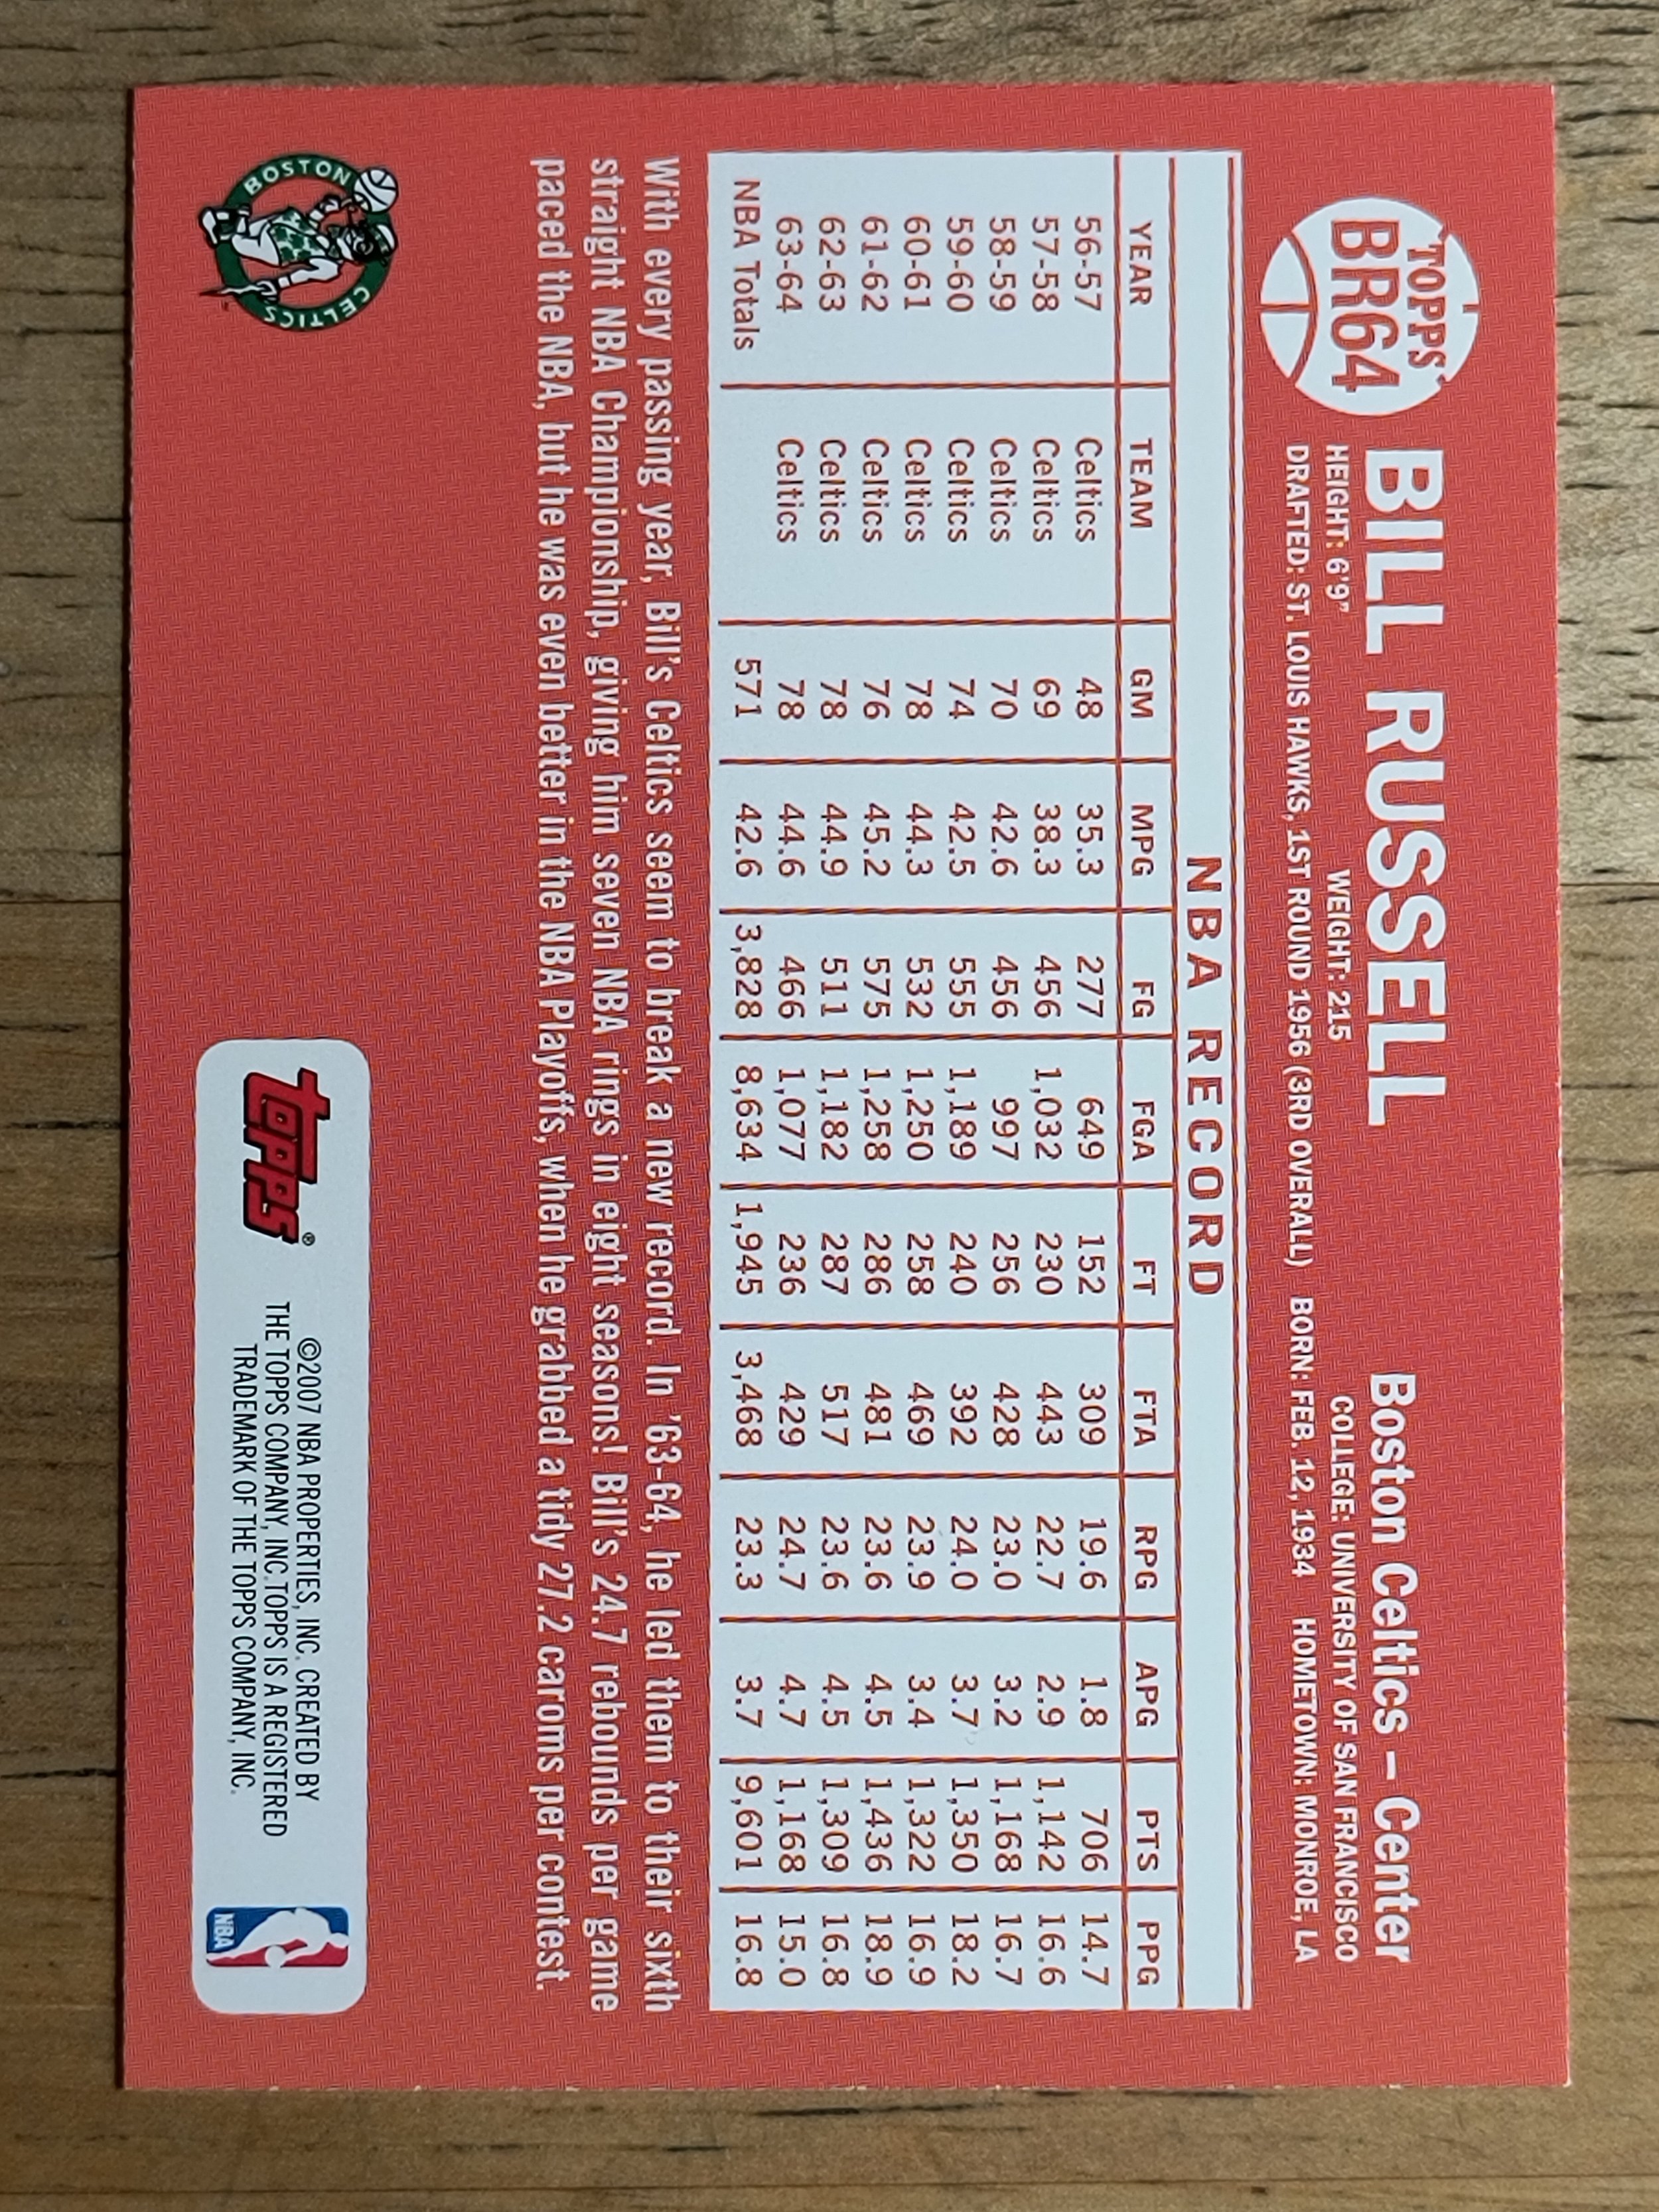 TOPPS
BR64
BILL RUSSELL
Boston Celtics – Center
HEIGHT: 6'9" WEIGHT: 215 COLLEGE: UNIVERSITY OF SAN FRANCISCO
DRAFTED: ST. LOUIS HAWKS, 1ST ROUND 1956 (3RD OVERALL) BORN: FEB. 12, 1934 HOMETOWN: MONROE, LA
NBA RECORD
YEAR TEAM GM MPG FG FGA FT FTA RPG APG PTS PPG
56-57 Celtics 48 35.3 277 649 152 309 19.6 1.8 706 14.7
57-58 Celtics 69 38.3 456 1,032 230 443 22.7 2.9 1,142 16.6
58-59 Celtics 70 42.6 456 997 256 428 23.0 3.2 1,168 16.7
59-60 Celtics 74 42.5 555 1,189 240 392 24.0 3.7 1,350 18.2
60-61 Celtics 78 44.3 532 1,250 258 469 23.9 3.4 1,322 16.9
61-62 Celtics 76 45.2 575 1,258 286 481 23.6 4.5 1,436 18.9
62-63 Celtics 78 44.9 511 1,182 287 517 23.6 4.5 1,309 16.8
63-64 Celtics 78 44.6 466 1,077 236 429 24.7 4.7 1,168 15.0
NBA Totals 571 42.6 3,828 8,634 1,945 3,468 23.3 3.7 9,601 16.8
With every passing year, Bill's Celtics seem to break a new record. In '63-64, he led them to their sixth
straight NBA Championship, giving him seven NBA rings in eight seasons! Bill's 24.7 rebounds per game
paced the NBA, but he was even better in the NBA Playoffs, when he grabbed a tidy 27.2 caroms per contest.
BOSTON CELTICS
TOPPS®
©2007 NBA PROPERTIES, INC. CREATED BY
THE TOPPS COMPANY, INC. TOPPS IS A REGISTERED
TRADEMARK OF THE TOPPS COMPANY, INC.
NBA